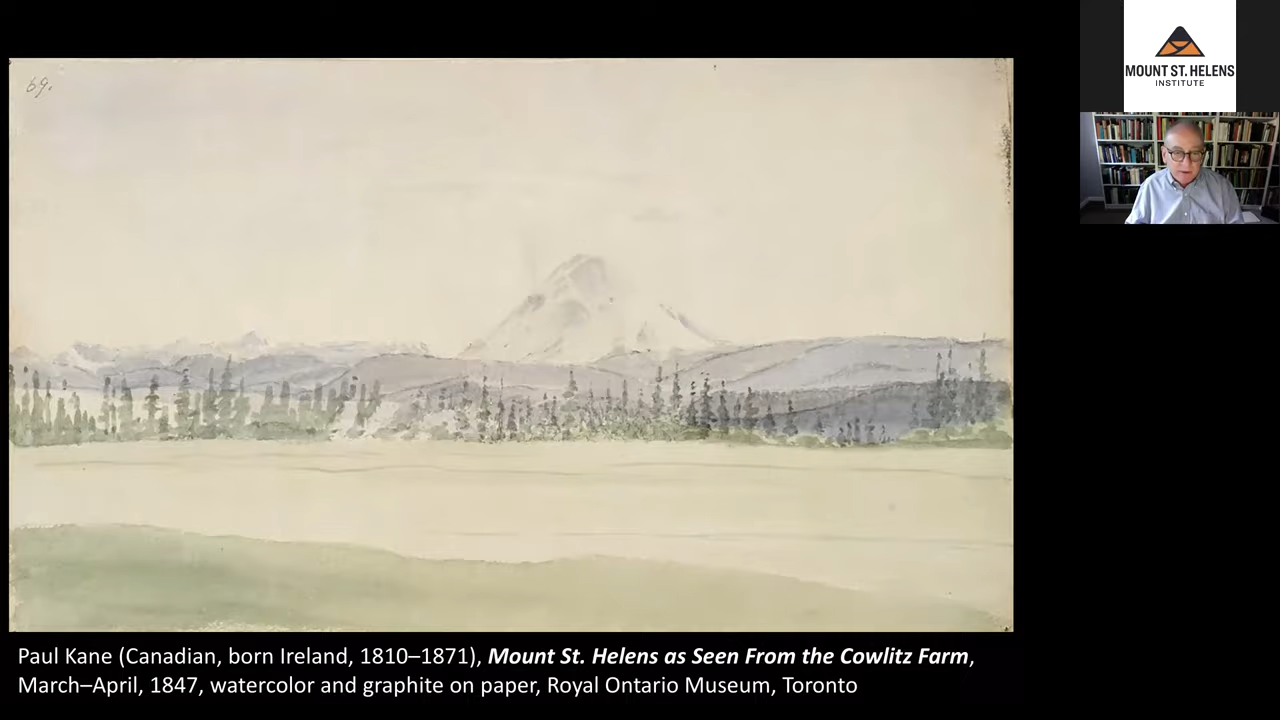 69.
MOUNT ST. HELENS
INSTITUTE
Paul Kane (Canadian, born Ireland, 1810–1871), Mount St. Helens as Seen From the Cowlitz Farm,
March–April, 1847, watercolor and graphite on paper, Royal Ontario Museum, Toronto